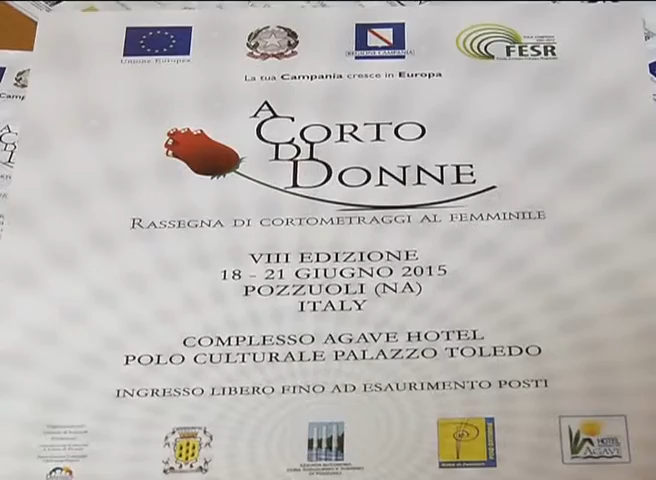 Unione Europea
REGIONE CAMPANIA
FESR
La tua Campania cresce in Europa
A
CORTO
DI
DONNE
RASSEGNA DI CORTOMETRAGGI AL FEMMINILE
VIII EDIZIONE
18 - 21 GIUGNO 2015
POZZUOLI (NA)
ITALY
COMPLESSO AGAVE HOTEL
POLO CULTURALE PALAZZO TOLEDO
INGRESSO LIBERO FINO AD ESAURIMENTO POSTI
HOTEL
AGAVE